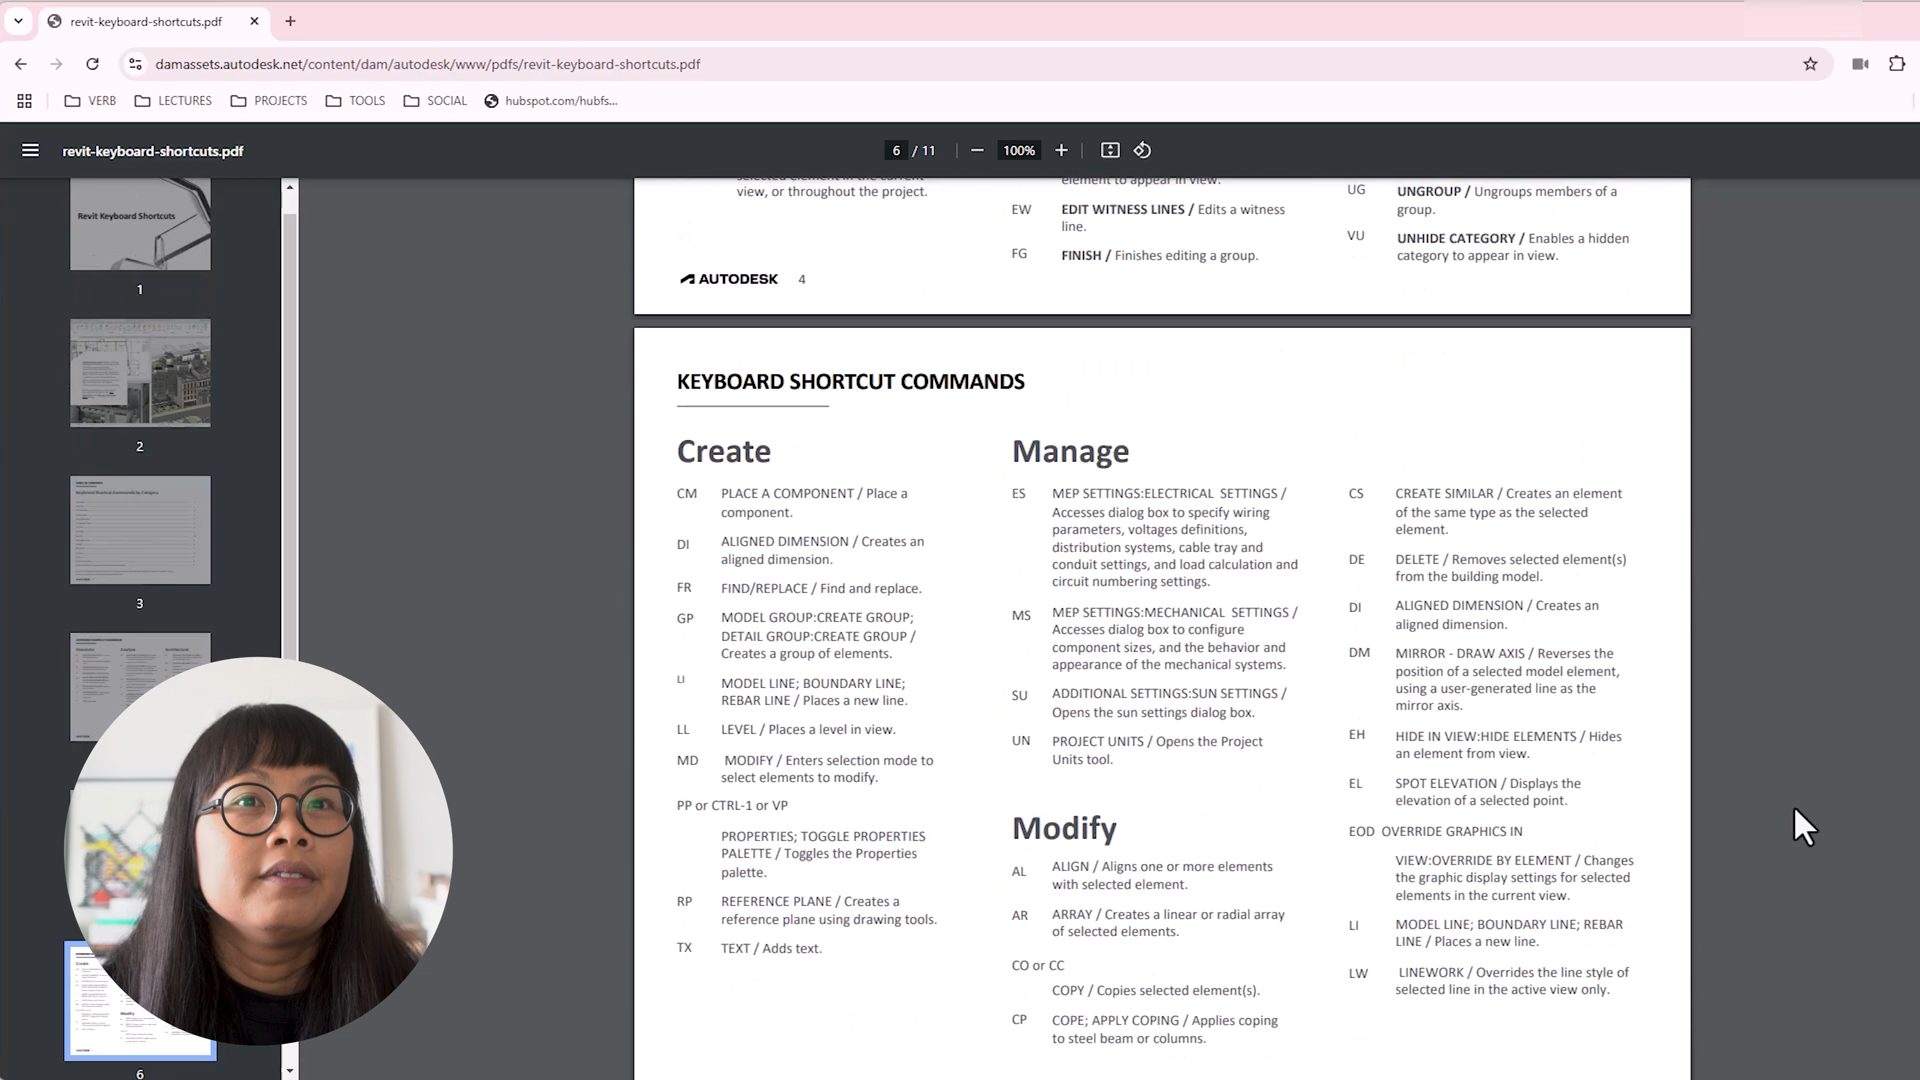 revit-keyboard-shortcuts.pdf
damassets.autodesk.net/content/dam/autodesk/www/pdfs/revit-keyboard-shortcuts.pdf
VERB
LECTURES
PROJECTS
TOOLS
SOCIAL
hubspot.com/hubfs...
revit-keyboard-shortcuts.pdf
6 / 11
100%
Revit Keyboard Shortcuts
1
2
3
6
selected element in the current
view, or throughout the project.
AUTODESK 4
element to appear in view.
EW EDIT WITNESS LINES / Edits a witness
line.
FG FINISH / Finishes editing a group.
UG UNGROUP / Ungroups members of a
group.
VU UNHIDE CATEGORY / Enables a hidden
category to appear in view.
KEYBOARD SHORTCUT COMMANDS
Create
CM PLACE A COMPONENT / Place a
component.
DI ALIGNED DIMENSION / Creates an
aligned dimension.
FR FIND/REPLACE / Find and replace.
GP MODEL GROUP:CREATE GROUP;
DETAIL GROUP:CREATE GROUP /
Creates a group of elements.
LI MODEL LINE; BOUNDARY LINE;
REBAR LINE / Places a new line.
LL LEVEL / Places a level in view.
MD MODIFY / Enters selection mode to
select elements to modify.
PP or CTRL-1 or VP
PROPERTIES; TOGGLE PROPERTIES
PALETTE / Toggles the Properties
palette.
RP REFERENCE PLANE / Creates a
reference plane using drawing tools.
TX TEXT / Adds text.
Manage
ES MEP SETTINGS:ELECTRICAL SETTINGS /
Accesses dialog box to specify wiring
parameters, voltages definitions,
distribution systems, cable tray and
conduit settings, and load calculation and
circuit numbering settings.
MS MEP SETTINGS:MECHANICAL SETTINGS /
Accesses dialog box to configure
component sizes, and the behavior and
appearance of the mechanical systems.
SU ADDITIONAL SETTINGS:SUN SETTINGS /
Opens the sun settings dialog box.
UN PROJECT UNITS / Opens the Project
Units tool.
Modify
AL ALIGN / Aligns one or more elements
with selected element.
AR ARRAY / Creates a linear or radial array
of selected elements.
CO or CC
COPY / Copies selected element(s).
CP COPE; APPLY COPING / Applies coping
to steel beam or columns.
CS CREATE SIMILAR / Creates an element
of the same type as the selected
element.
DE DELETE / Removes selected element(s)
from the building model.
DI ALIGNED DIMENSION / Creates an
aligned dimension.
DM MIRROR - DRAW AXIS / Reverses the
position of a selected model element,
using a user-generated line as the
mirror axis.
EH HIDE IN VIEW:HIDE ELEMENTS / Hides
an element from view.
EL SPOT ELEVATION / Displays the
elevation of a selected point.
EOD OVERRIDE GRAPHICS IN
VIEW:OVERRIDE BY ELEMENT / Changes
the graphic display settings for selected
elements in the current view.
LI MODEL LINE; BOUNDARY LINE; REBAR
LINE / Places a new line.
LW LINEWORK / Overrides the line style of
selected line in the active view only.